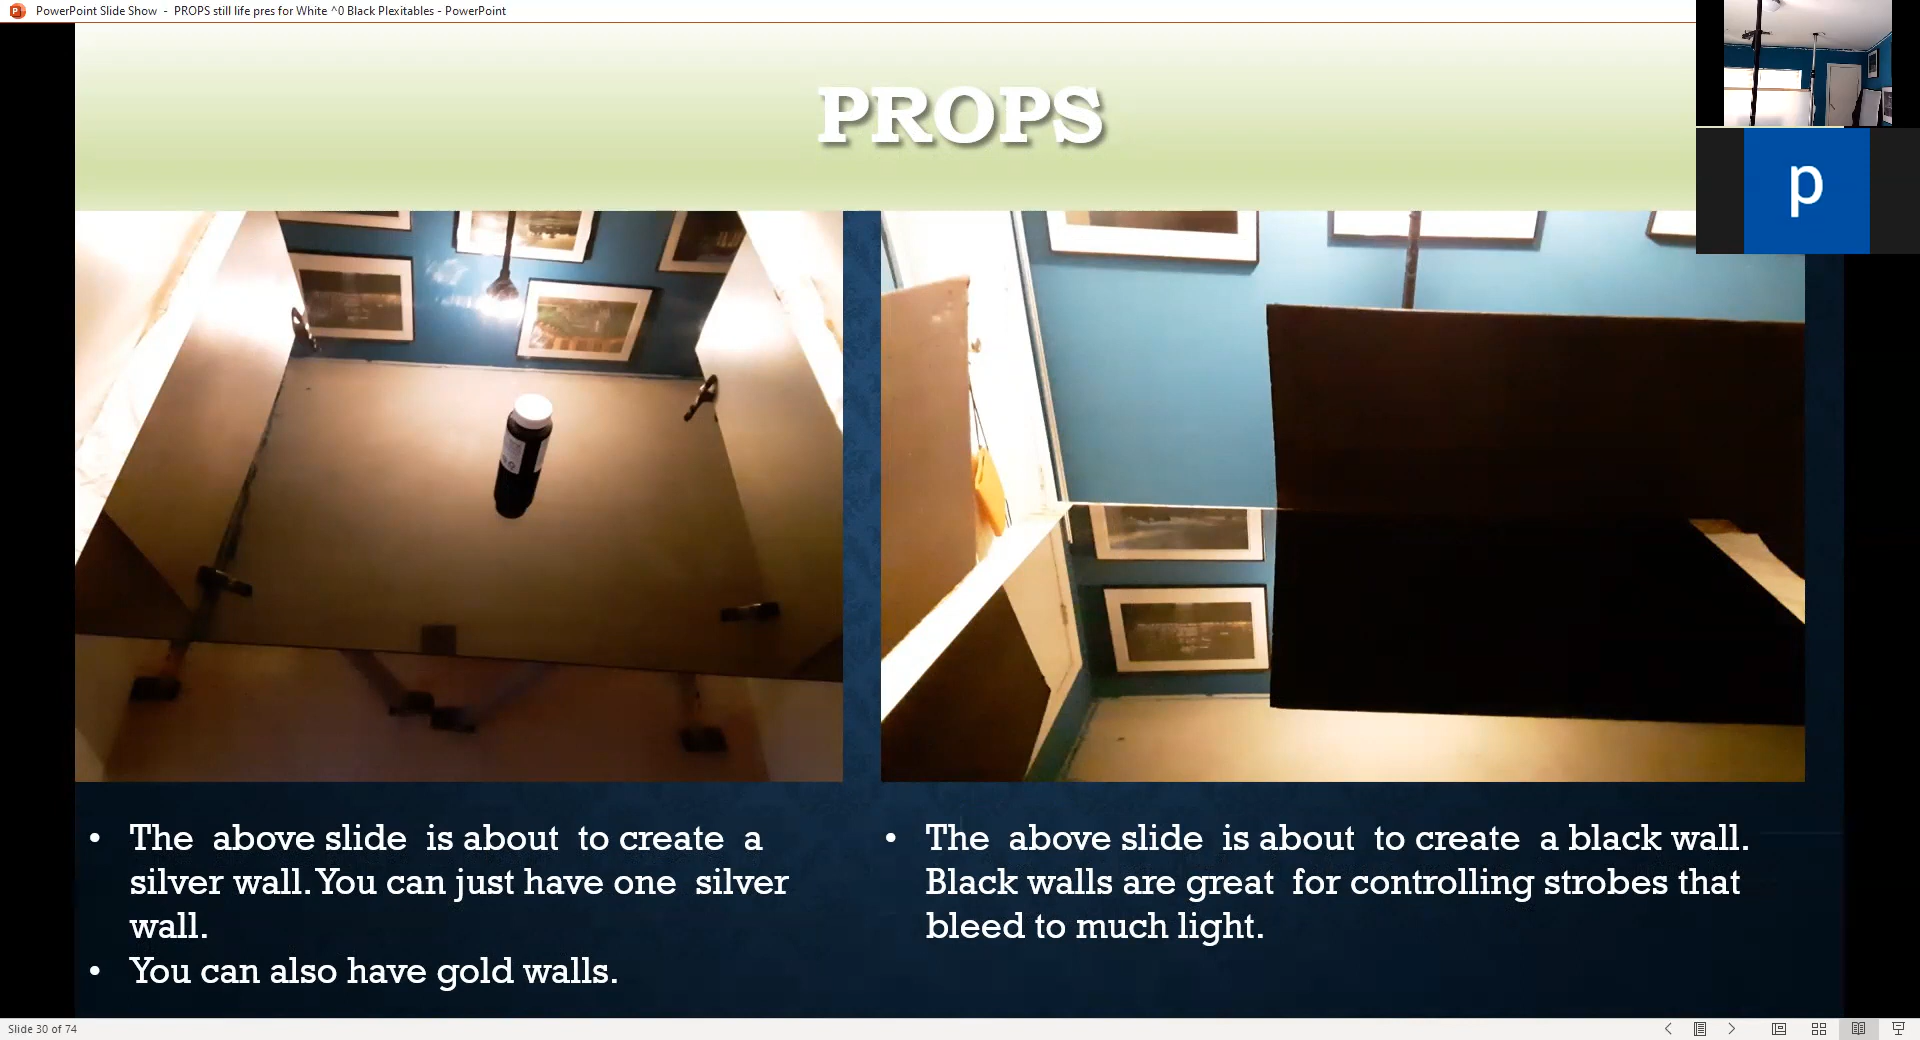 PowerPoint Slide Show - PROPS still life pres for White ^0 Black Plexitables - PowerPoint
PROPS
p
• The above slide is about to create a
silver wall. You can just have one silver
wall.
• You can also have gold walls.
• The above slide is about to create a black wall.
Black walls are great for controlling strobes that
bleed to much light.
Slide 30 of 74